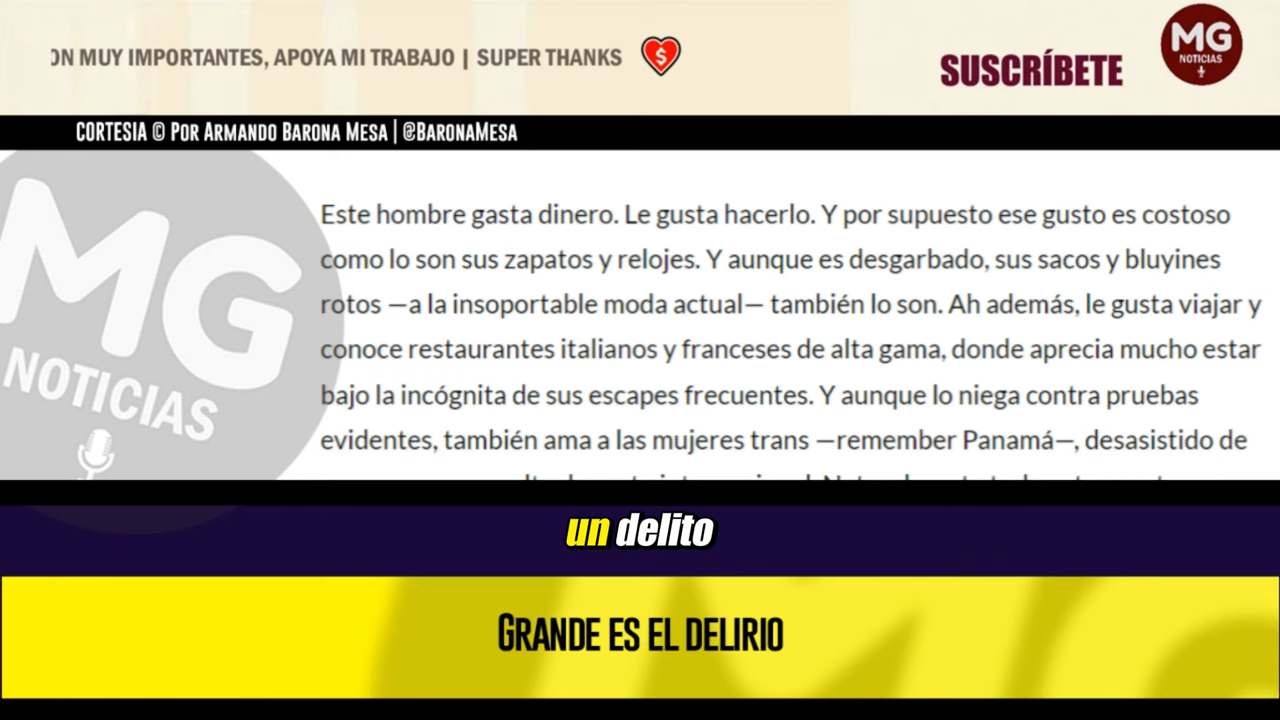 ON MUY IMPORTANTES, APOYA MI TRABAJO | SUPER THANKS
SUSCRÍBETE
MG
NOTICIAS
CORTESIA © Por Armando Barona Mesa | @BaronaMesa
MG
NOTICIAS
Este hombre gasta dinero. Le gusta hacerlo. Y por supuesto ese gusto es costoso
como lo son sus zapatos y relojes. Y aunque es desgarbado, sus sacos y bluyines
rotos —a la insoportable moda actual— también lo son. Ah además, le gusta viajar y
conoce restaurantes italianos y franceses de alta gama, donde aprecia mucho estar
bajo la incógnita de sus escapes frecuentes. Y aunque lo niega contra pruebas
evidentes, también ama a las mujeres trans —remember Panamá—, desasistido de
un delito
Grande es el delirio